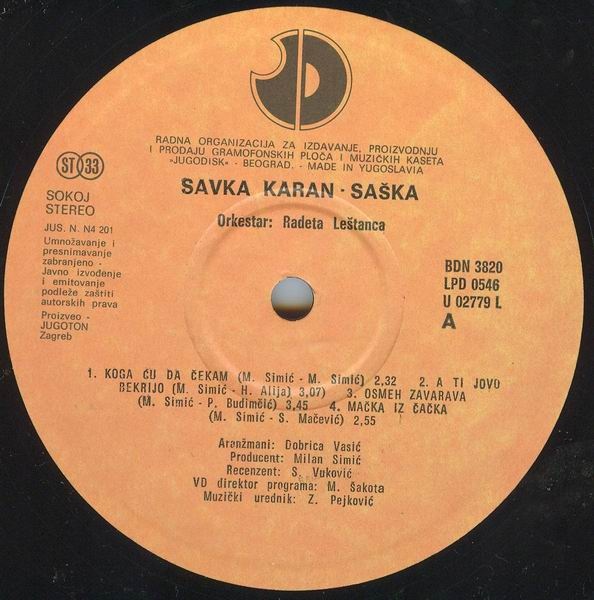 JD
RADNA ORGANIZACIJA ZA IZDAVANJE, PROIZVODNJU
I PRODAJU GRAMOFONSKIH PLOČA I MUZIČKIH KASETA
"JUGODISK" - BEOGRAD. - MADE IN YUGOSLAVIA
SAVKA KARAN - SAŠKA
Orkestar: Radeta Leštanca
ST 33
SOKOJ
STEREO
JUS. N. N4 201
Umnožavanje i
presnimavanje
zabranjeno -
Javno izvođenje
i emitovanje
podleže zaštiti
autorskih prava
Proizveo -
JUGOTON
Zagreb
BDN 3820
LPD 0546
U 02779 L
A
1. KOGA ĆU DA ČEKAM (M. Simić - M. Simić) 2,32 2. A TI JOVO
BEKRIJO (M. Simić - H. Alija) 3,07) 3. OSMEH ZAVARAVA
(M. Simić - P. Budimčić) 3,45 4. MAČKA IZ ČAČKA
(M. Simić - S. Mačević) 2,55
Aranžmani: Dobrica Vasić
Producent: Milan Simić
Recenzent: S. Vuković
VD direktor programa: M. Šakota
Muzički urednik: Z. Pejković